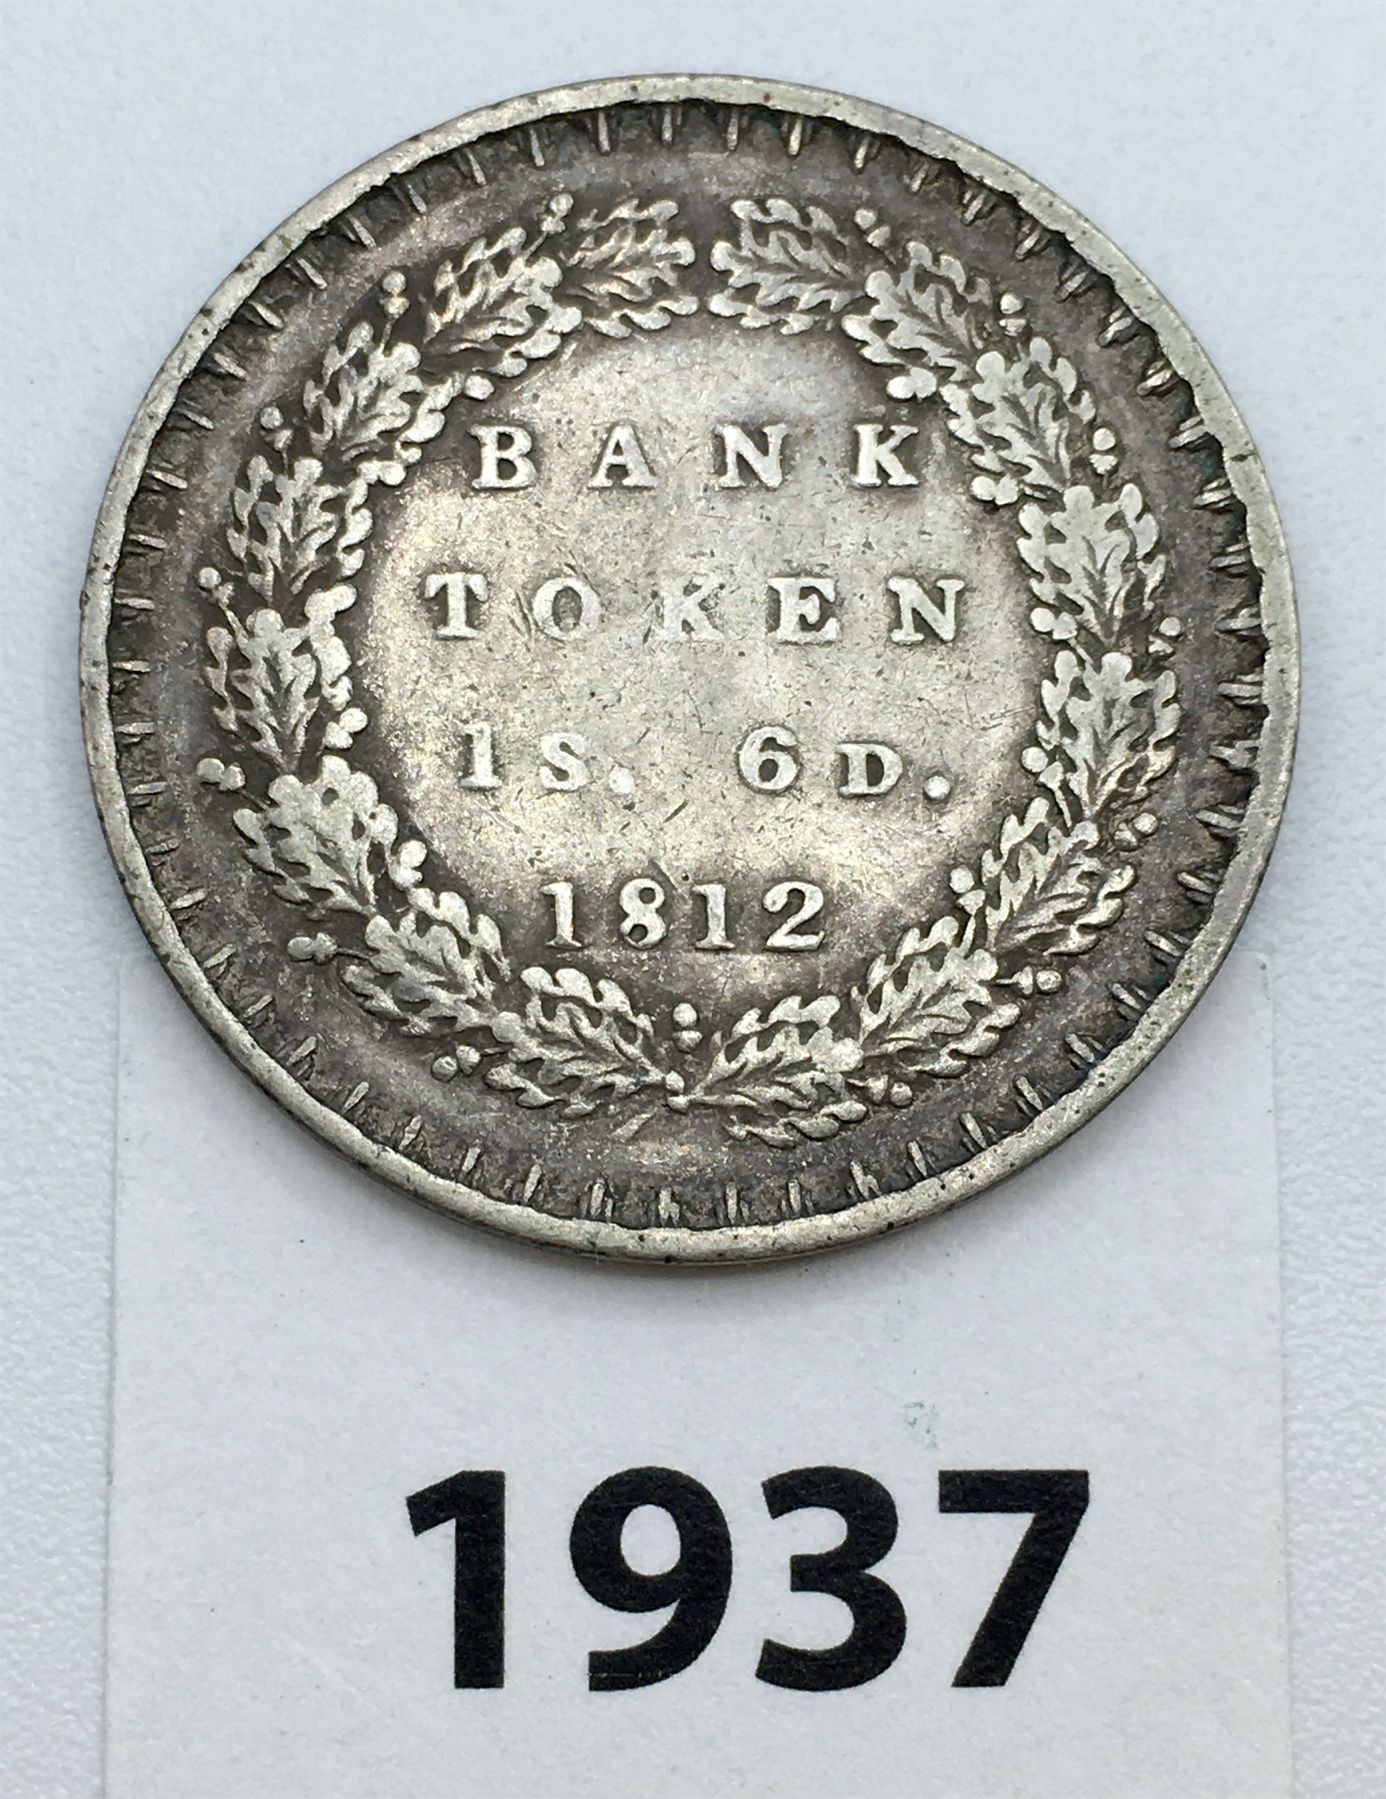 BANK
TOKEN
1S. 6D.
1812
1937